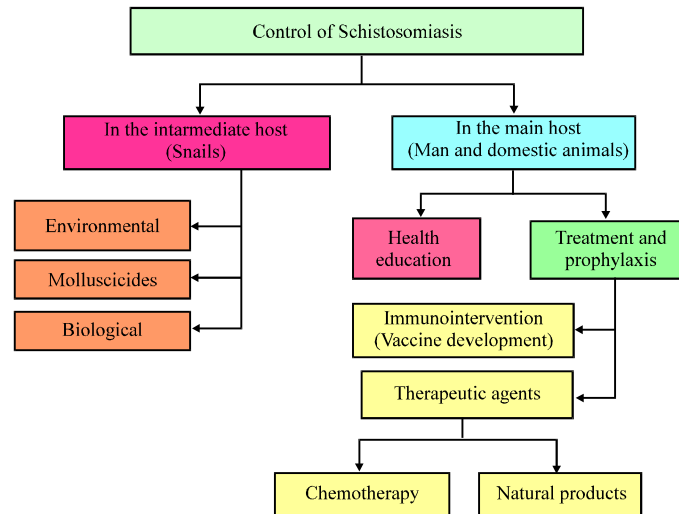 Control of Schistosomiasis
In the intarmediate host
(Snails)
In the main host
(Man and domestic animals)
Environmental
Molluscicides
Biological
Health
education
Treatment and
prophylaxis
Immunointervention
(Vaccine development)
Therapeutic agents
Chemotherapy
Natural products